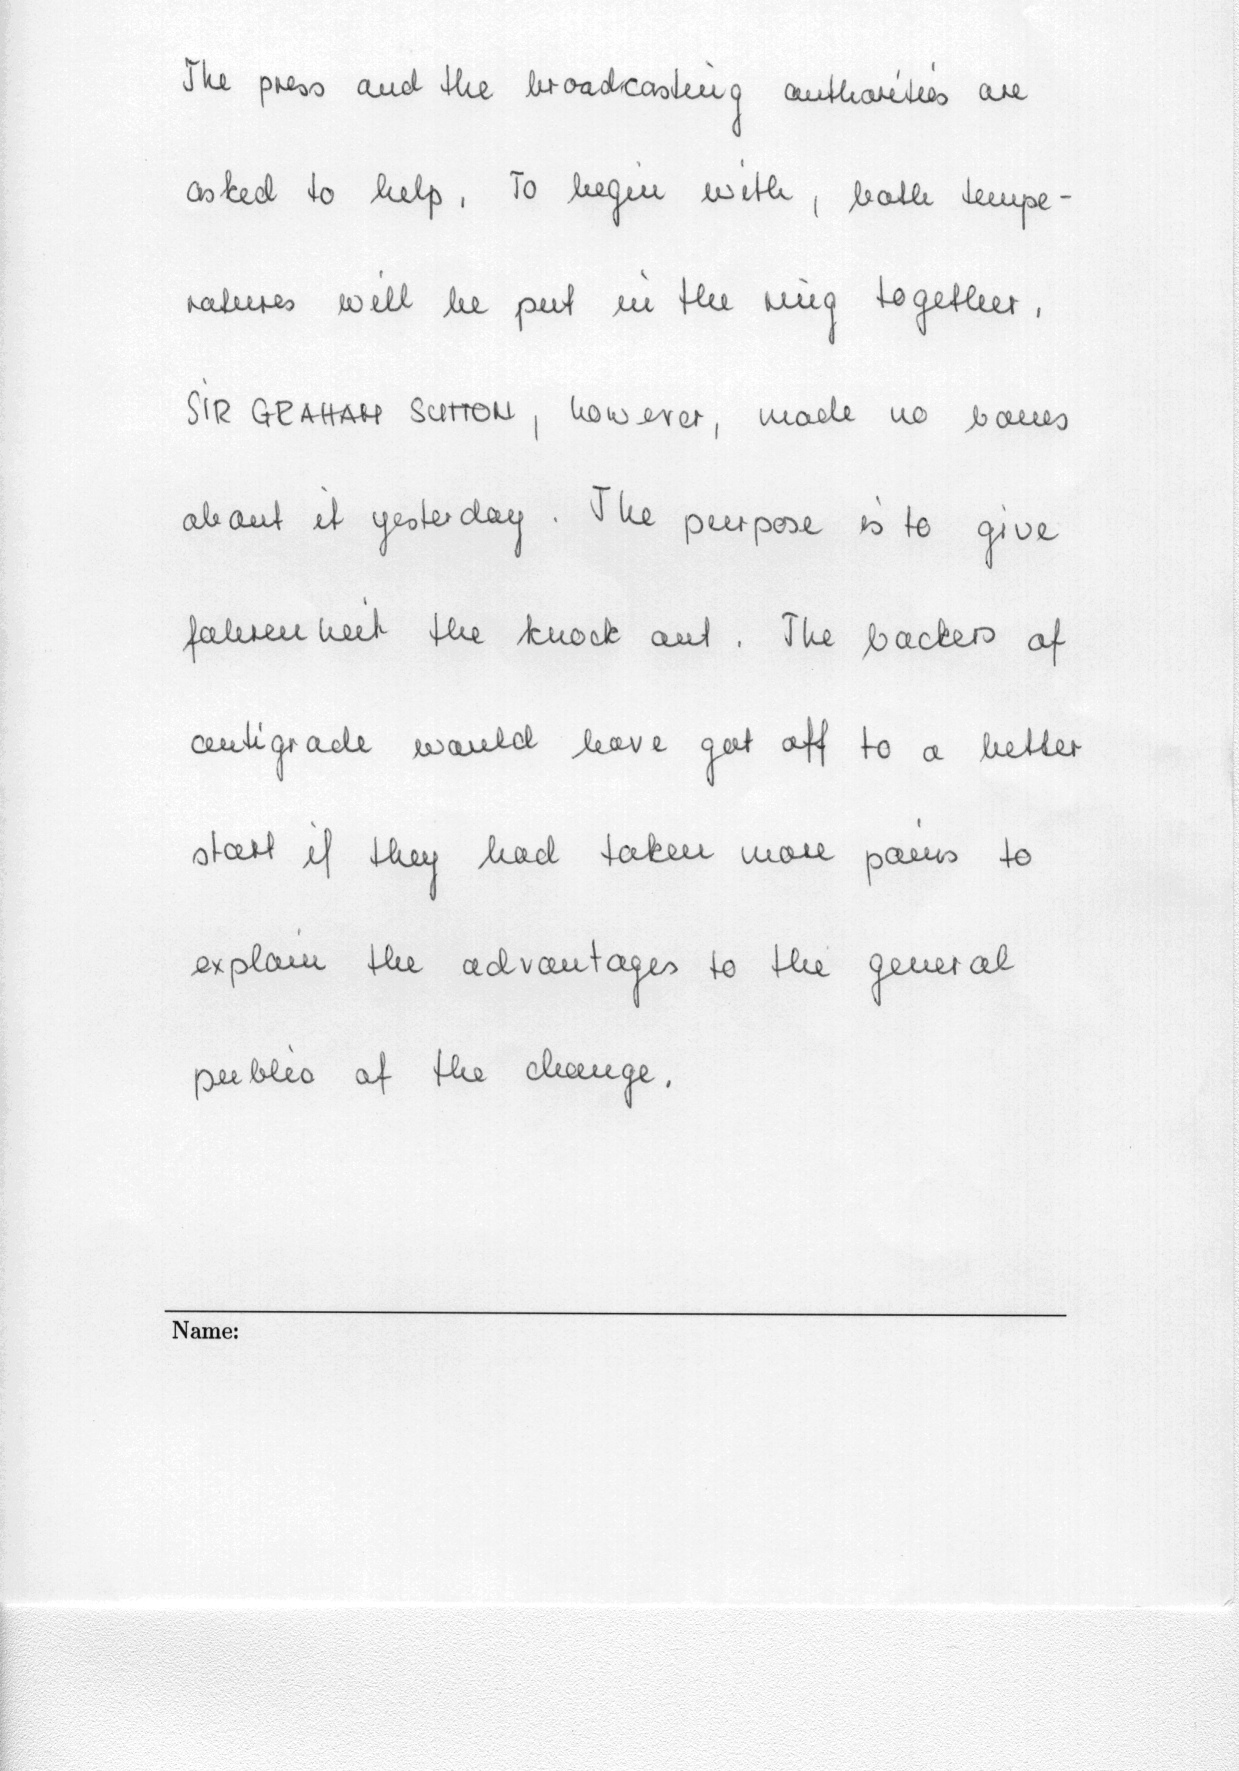 The press and the broadcasting authorities are
asked to help. To begin with, both tempe-
ratures will be put in the ring together.
SIR GRAHAM SUTTON, however, made no bones
about it yesterday. The purpose is to give
fahrenheit the knock out. The backers of
centigrade would have got off to a better
start if they had taken more pains to
explain the advantages to the general
public of the change.
Name: